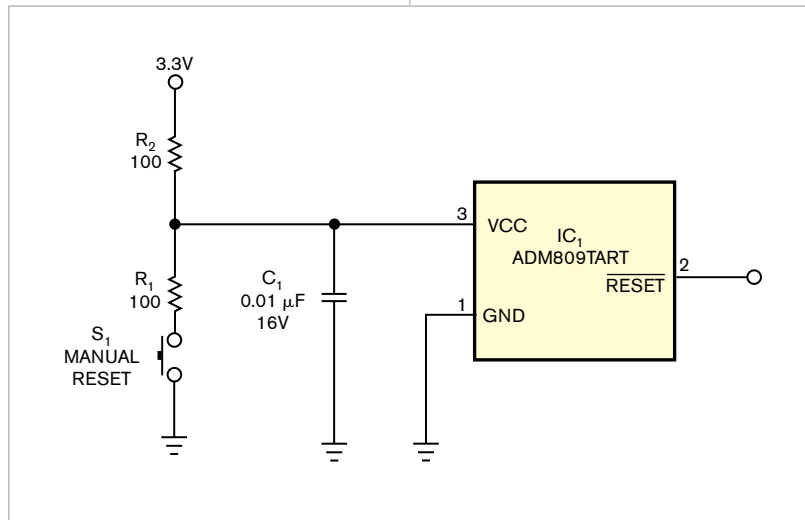 3.3V
R2
100
3
VCC
IC1
ADM809TART
RESET
2
R1
100
C1
0.01 μF
16V
1
GND
S1
MANUAL
RESET